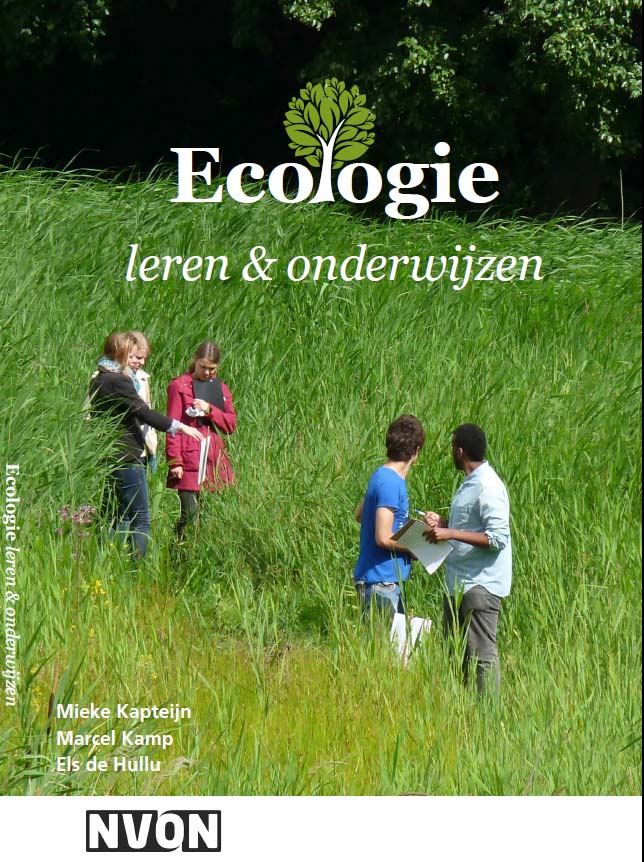 Ecologie
leren & onderwijzen
Ecologie leren & onderwijzen
Mieke Kapteijn
Marcel Kamp
Els de Hullu
NVON